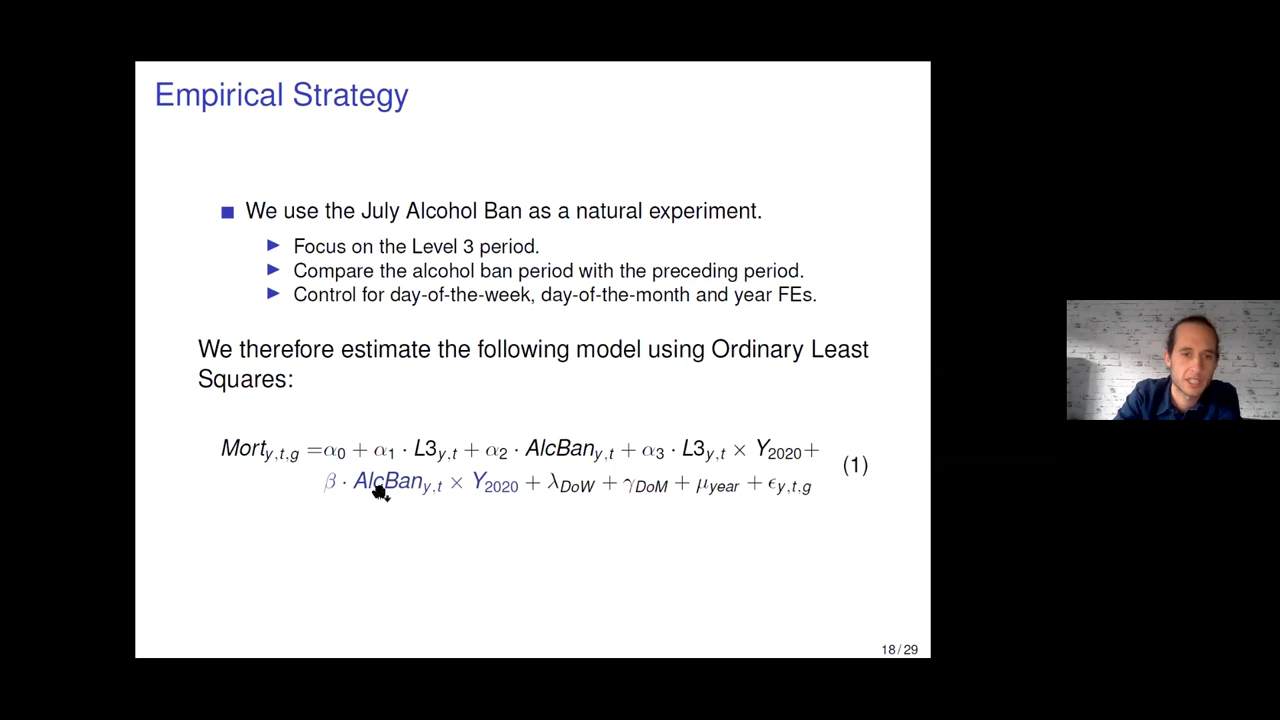 Empirical Strategy
We use the July Alcohol Ban as a natural experiment.
Focus on the Level 3 period.
Compare the alcohol ban period with the preceding period.
Control for day-of-the-week, day-of-the-month and year FEs.
We therefore estimate the following model using Ordinary Least
Squares:
Mort_{y,t,g} =α_0 + α_1 · L3_{y,t} + α_2 · AlcBan_{y,t} + α_3 · L3_{y,t} × Y_{2020}+
(1)
β · AlcBan_{y,t} × Y_{2020} + λ_{DoW} + γ_{DoM} + μ_{year} + ϵ_{y,t,g}
18/29